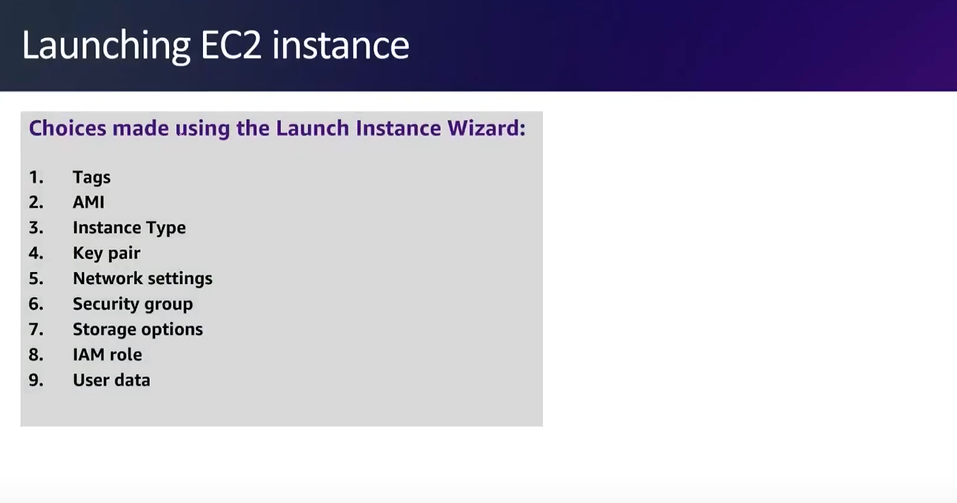 Launching EC2 instance
Choices made using the Launch Instance Wizard:
1. Tags
2. AMI
3. Instance Type
4. Key pair
5. Network settings
6. Security group
7. Storage options
8. IAM role
9. User data